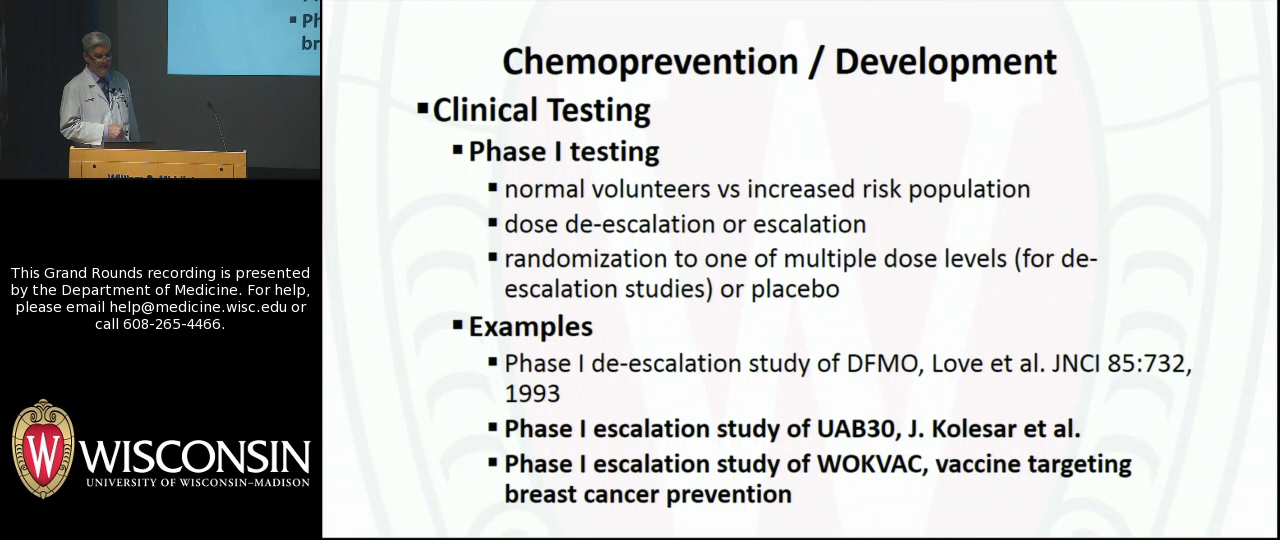 Ph
br
This Grand Rounds recording is presented
by the Department of Medicine. For help,
please email help@medicine.wisc.edu or
call 608-265-4466.
W WISCONSIN
UNIVERSITY OF WISCONSIN–MADISON
Chemoprevention / Development
▪Clinical Testing
▪ Phase I testing
▪ normal volunteers vs increased risk population
▪ dose de-escalation or escalation
▪ randomization to one of multiple dose levels (for de-
escalation studies) or placebo
▪ Examples
▪ Phase I de-escalation study of DFMO, Love et al. JNCI 85:732,
1993
▪ Phase I escalation study of UAB30, J. Kolesar et al.
▪ Phase I escalation study of WOKVAC, vaccine targeting
breast cancer prevention